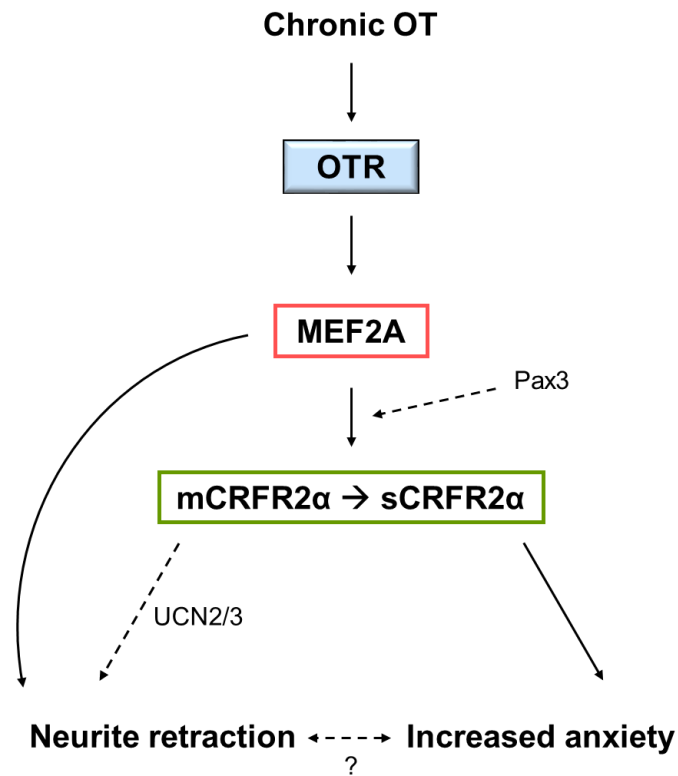 Chronic OT
OTR
MEF2A
Pax3
mCRFR2α → sCRFR2α
UCN2/3
Neurite retraction
Increased anxiety
?